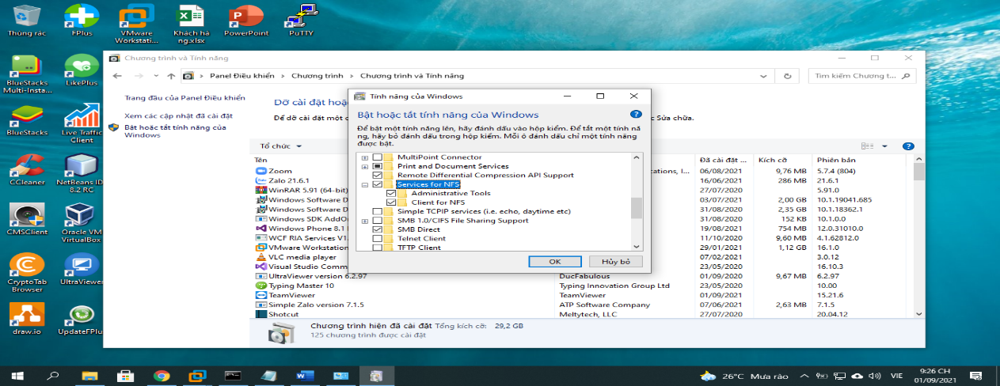 Thùng rác
FPlus
VMware
Workstati...
Khách hà
ng.xlsx
PowerPoint
PuTTY
BlueStacks
Multi-Insta...
LikePlus
BlueStacks
Live Traffic
Client
CCleaner
NetBeans ID
8.2 RC
CMSClient
Oracle VM
VirtualBox
CryptoTab
Browser
UltraViewer
draw.io
UpdateFPlu
Chương trình và Tính năng
Panel Điều khiển > Chương trình > Chương trình và Tính năng
Tìm kiếm Chương t...
Trang đầu của Panel Điều khiển
Xem các cập nhật đã cài đặt
Bật hoặc tắt tính năng của
Windows
Dỡ cài đặt hoặ
Để dỡ cài đặt một c
c Sửa chữa.
Tổ chức
Tên
Đã cài đặt ...
Kích cỡ
Phiên bản
Zoom
cations, I...
06/08/2021
9,76 MB
5.7.4 (804)
Zalo 21.6.1
16/06/2021
286 MB
21.6.1
WinRAR 5.91 (64-bit)
27/07/2020
5.91.0
Windows Software D
03/07/2021
2,00 GB
10.1.19041.685
Windows Software D
31/08/2020
2,35 GB
10.1.18362.1
Windows SDK AddO
31/08/2020
152 KB
10.1.0.0
Windows Phone 8.1
19/08/2021
754 MB
12.0.31010.0
WCF RIA Services V1
11/10/2020
9,60 MB
4.1.62812.0
VMware Workstation
29/01/2021
1,12 GB
16.1.0
VLC media player
07/02/2021
3.0.12
Visual Studio Comm
23/05/2020
16.10.3
UltraViewer version 6.2.97
DucFabulous
01/09/2020
9,67 MB
6.2.97
Typing Master 10
Typing Innovation Group Ltd
23/05/2020
10.00
TeamViewer
TeamViewer
01/09/2021
15.21.6
Simple Zalo version 7.1.5
ATP Software Company
07/06/2021
2,63 MB
7.1.5
Shotcut
Meltytech, LLC
27/07/2020
20.04.12
Chương trình hiện đã cài đặt Tổng kích cỡ: 29,2 GB
125 chương trình được cài đặt
Tính năng của Windows
Bật hoặc tắt tính năng của Windows
Để bật một tính năng lên, hãy đánh dấu vào hộp kiểm. Để tắt một tính nă
ng, hãy bỏ đánh dấu trong hộp kiểm. Mỗi ô đánh dấu chỉ một tính năng
được bật.
MultiPoint Connector
Print and Document Services
Remote Differential Compression API Support
Services for NFS
Administrative Tools
Client for NFS
Simple TCPIP services (i.e. echo, daytime etc)
SMB 1.0/CIFS File Sharing Support
SMB Direct
Telnet Client
TFTP Client
OK
Hủy bỏ
26°C Mưa rào
VIE
9:26 CH
01/09/2021